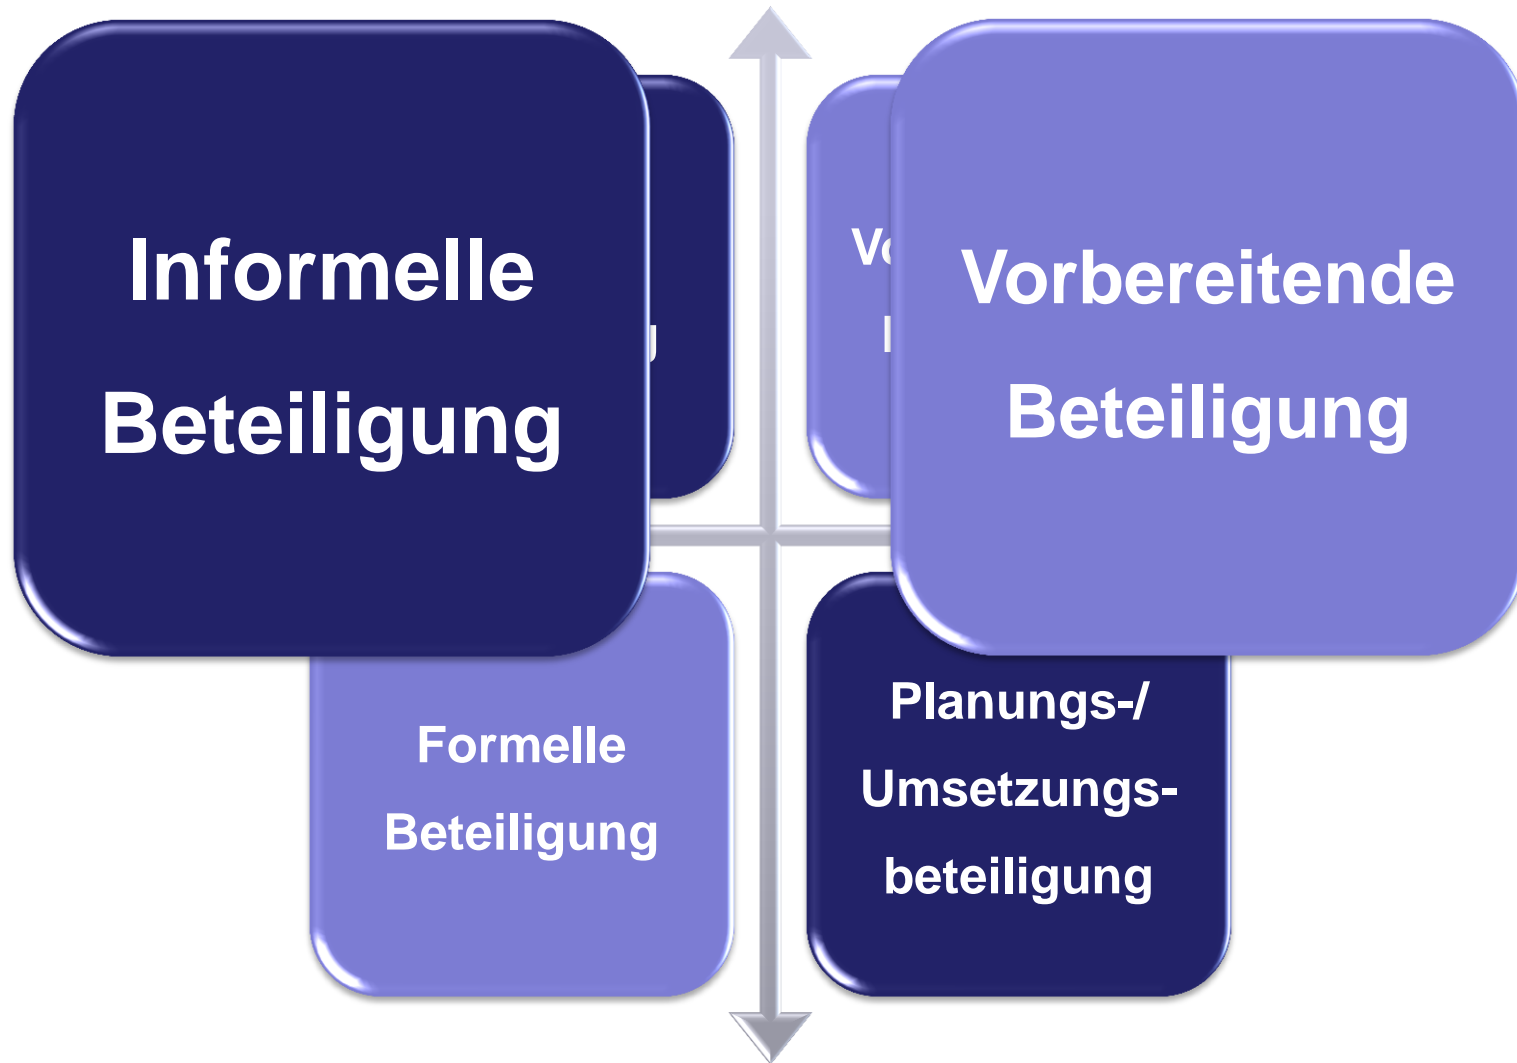 Informelle
Beteiligung
Vorbereitende
Beteiligung
Formelle
Beteiligung
Planungs-/
Umsetzungs-
beteiligung